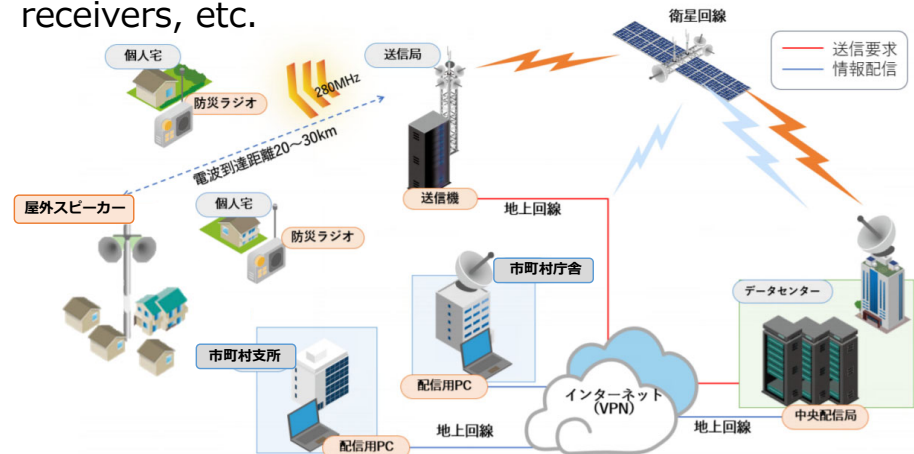 receivers, etc.
衛星回線
送信要求
情報配信
個人宅
送信局
280MHz
防災ラジオ
電波到達距離20～30km
屋外スピーカー
個人宅
送信機
地上回線
防災ラジオ
市町村庁舎
データセンター
市町村支所
配信用PC
インターネット
(VPN)
中央配信局
地上回線
地上回線
配信用PC